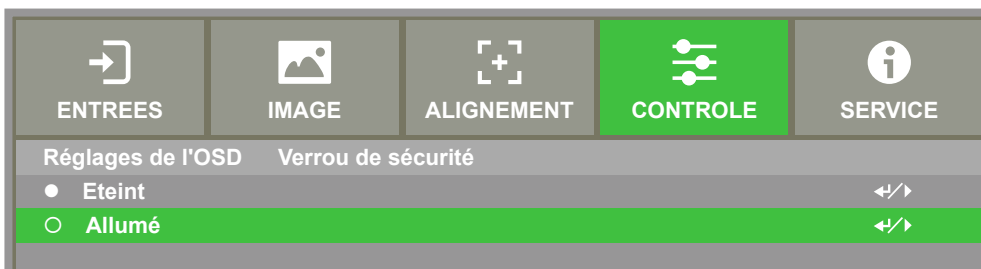 ENTREES IMAGE ALIGNEMENT CONTROLE SERVICE
Réglages de l'OSD Verrou de sécurité
Eteint
Allumé